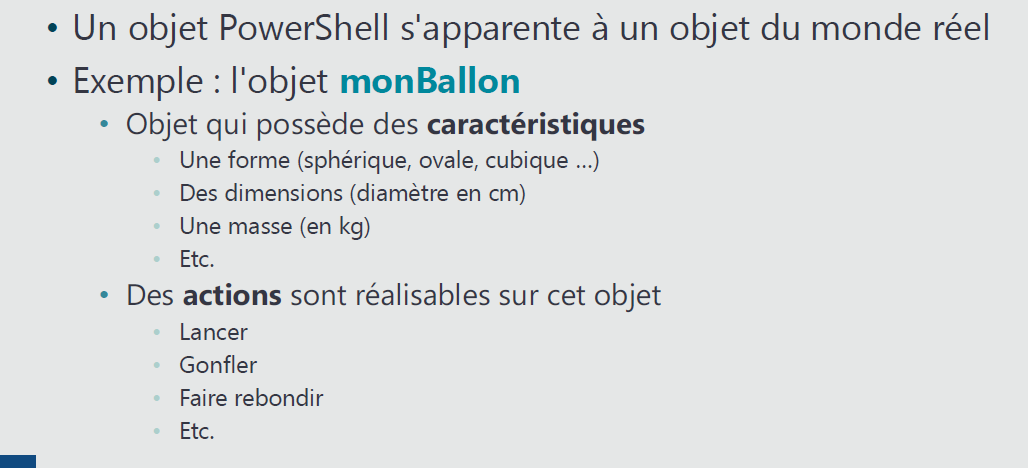 • Un objet PowerShell s'apparente à un objet du monde réel
• Exemple : l'objet monBallon
• Objet qui possède des caractéristiques
• Une forme (sphérique, ovale, cubique ...)
• Des dimensions (diamètre en cm)
• Une masse (en kg)
• Etc.
• Des actions sont réalisables sur cet objet
• Lancer
• Gonfler
• Faire rebondir
• Etc.